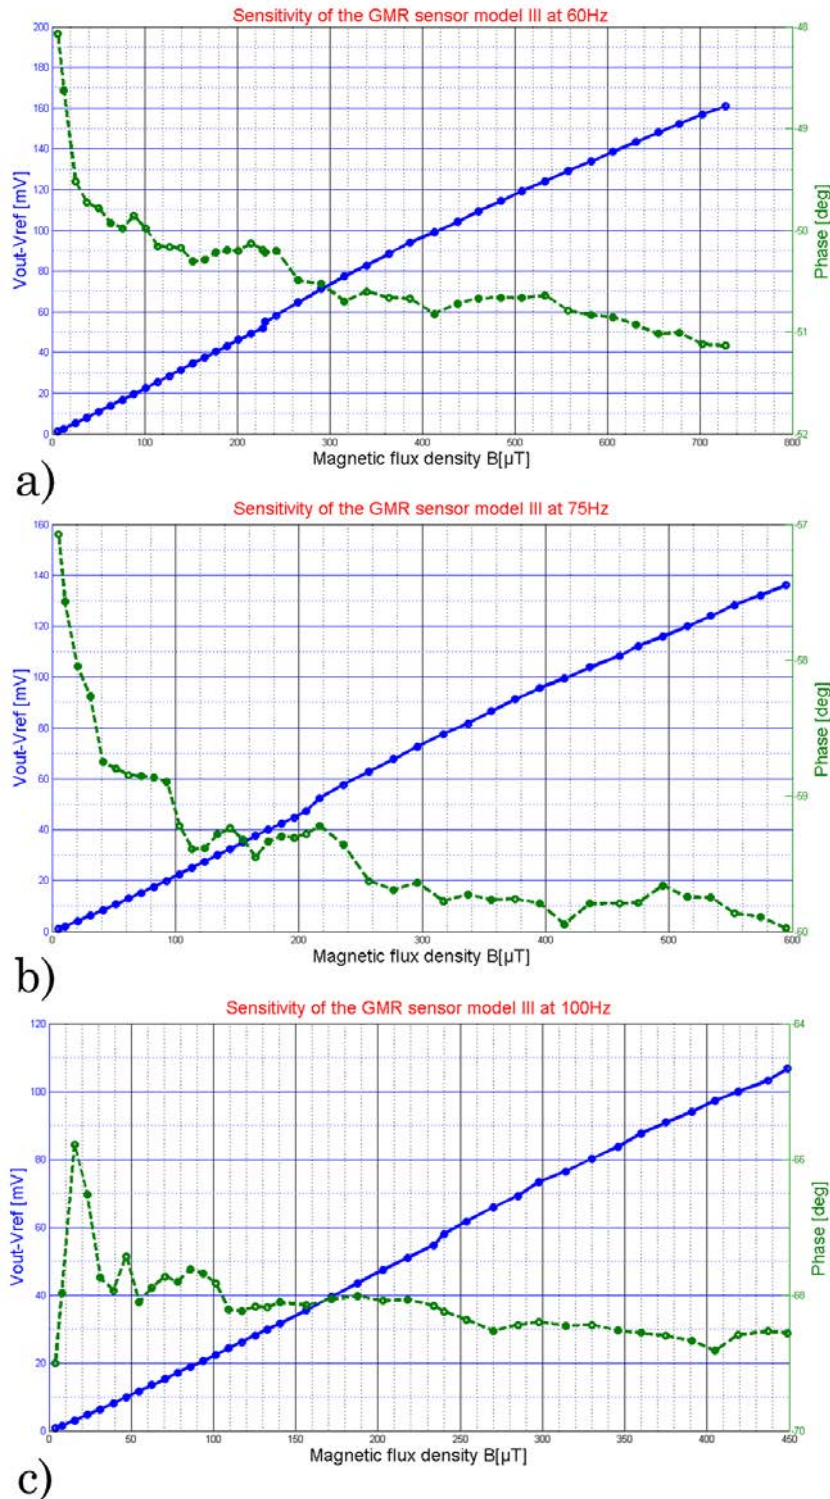 Sensitivity of the GMR sensor model III at 60Hz
200
180
160
140
120
100
80
60
40
20
0
Vout-Vref [mV]
-48
-49
-50
-51
-52
Phase [deg]
0 100 200 300 400 500 600 700 800
Magnetic flux density B[µT]
a)
Sensitivity of the GMR sensor model III at 75Hz
160
140
120
100
80
60
40
20
0
Vout-Vref [mV]
-57
-58
-59
-60
Phase [deg]
0 100 200 300 400 500 600
Magnetic flux density B[µT]
b)
Sensitivity of the GMR sensor model III at 100Hz
120
100
80
60
40
20
0
Vout-Vref [mV]
-64
-66
-68
-70
Phase [deg]
0 50 100 150 200 250 300 350 400 450
Magnetic flux density B[µT]
c)